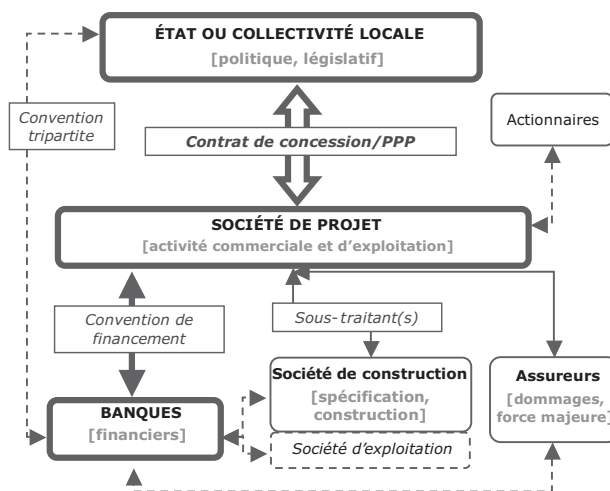 ÉTAT OU COLLECTIVITÉ LOCALE
[politique, législatif]
Convention
tripartite
Contrat de concession/PPP
Actionnaires
SOCIÉTÉ DE PROJET
[activité commerciale et d’exploitation]
Convention de
financement
Sous-traitant(s)
Société de construction
[spécification,
construction]
Société d’exploitation
Assureurs
[dommages,
force majeure]
BANQUES
[financiers]